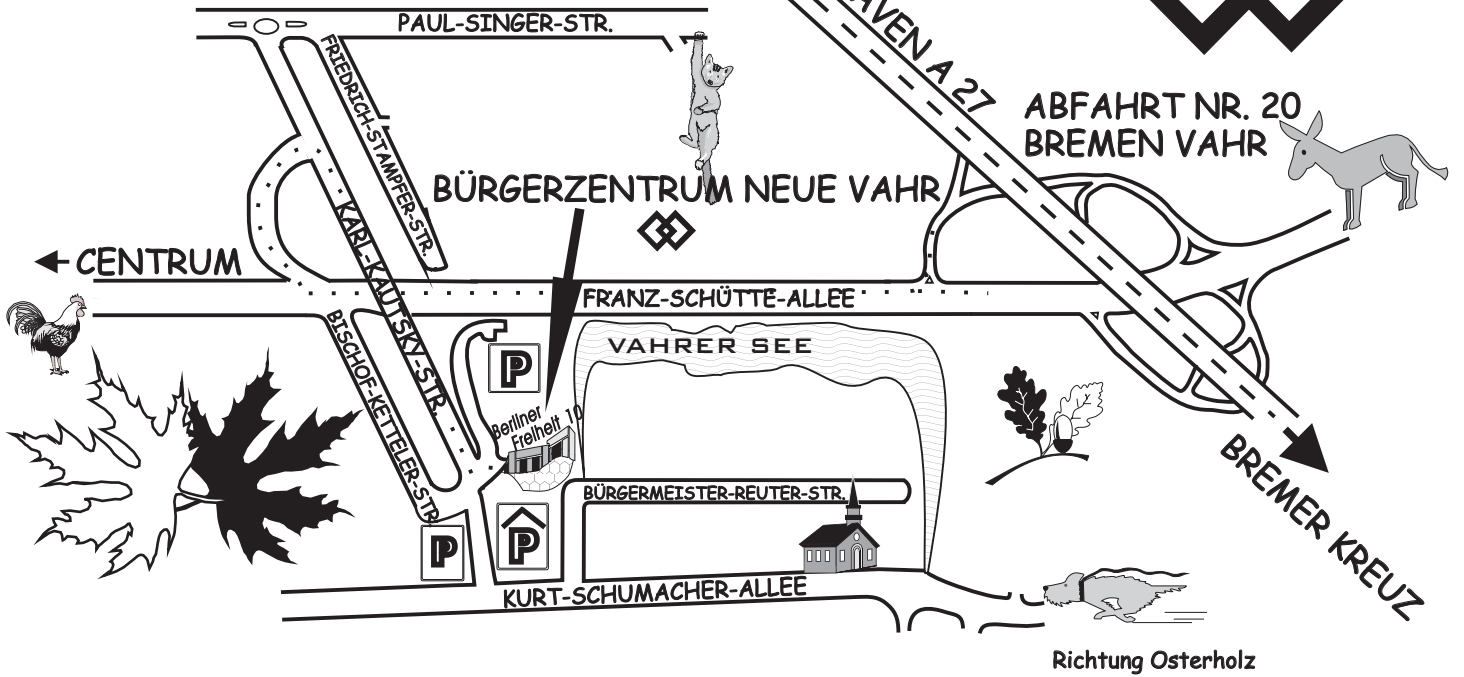 PAUL-SINGER-STR.
FRIEDRICH-STAMPFER-STR.
A 27
ABFAHRT NR. 20
BREMEN VAHR
BÜRGERZENTRUM NEUE VAHR
KARL-KAUTSKY-STR.
CENTRUM
FRANZ-SCHÜTTE-ALLEE
BISCHOF-KETTELER-STR.
P
VAHRER SEE
Berliner
Freiheit 10
BÜRGERMEISTER-REUTER-STR.
P
P
BREMER KREUZ
KURT-SCHUMACHER-ALLEE
Richtung Osterholz